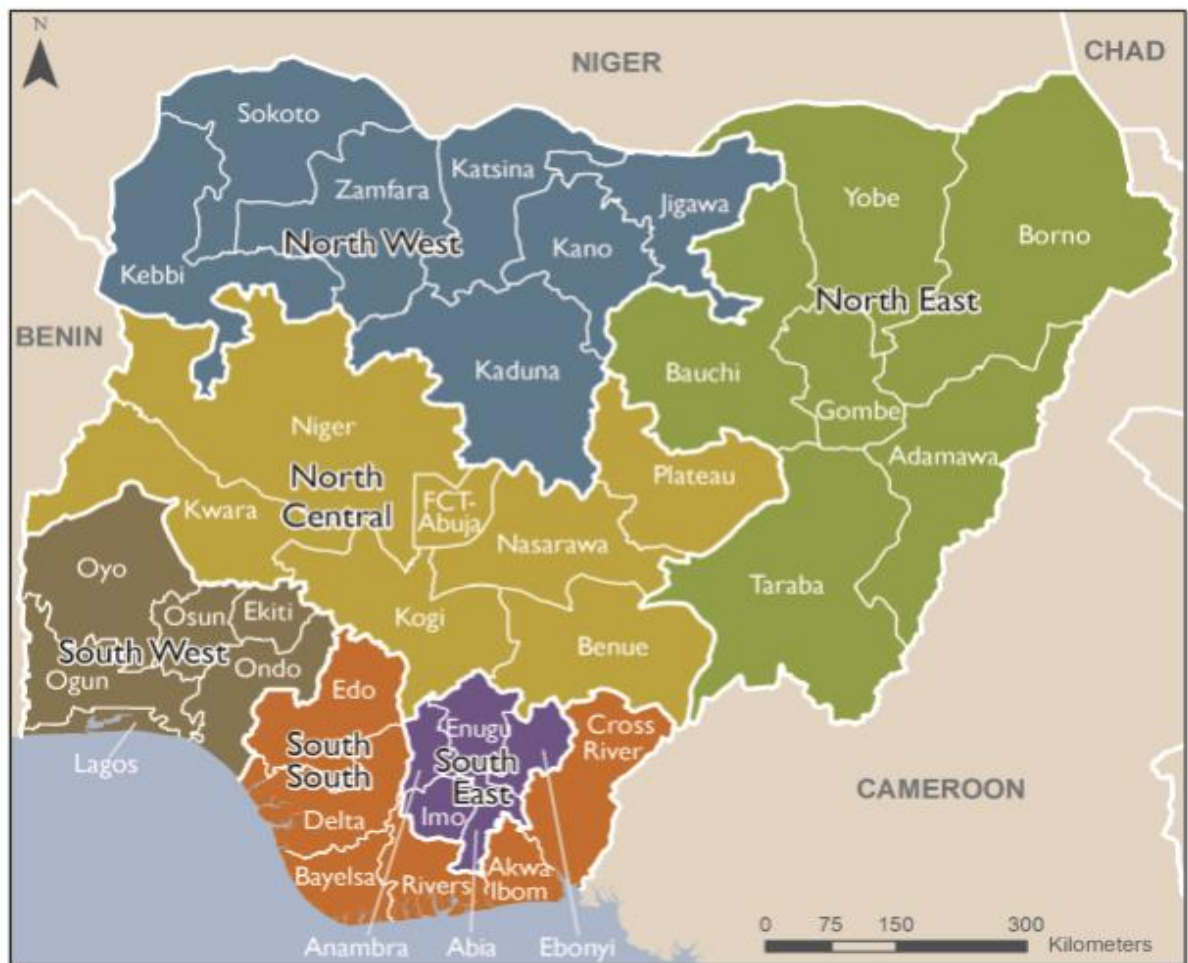 N
NIGER
CHAD
Sokoto
Katsina
Zamfara
Jigawa
Yobe
Kano
Borno
North West
Kebbi
North East
BENIN
Kaduna
Bauchi
Gombe
Niger
Adamawa
Plateau
North
Central
FCT-
Abuja
Kwara
Nasarawa
Oyo
Taraba
Osun
Ekiti
Kogi
Benue
South West
Ondo
Ogun
Edo
Cross
River
Enugu
South
South
South
East
Lagos
CAMEROON
Delta
Imo
Bayelsa
Rivers
Akwa
Ibom
Anambra
Abia
Ebonyi
0 75 150 300
Kilometers